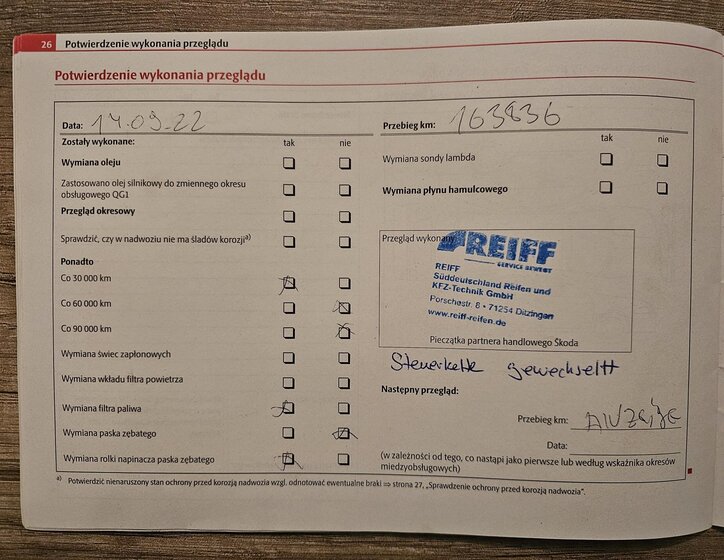 26 Potwierdzenie wykonania przeglądu
Potwierdzenie wykonania przeglądu
Data: 14.09.22
Zostały wykonane: tak nie
Wymiana oleju
Zastosowano olej silnikowy do zmiennego okresu
obsługowego QG1
Przegląd okresowy
Sprawdzić, czy w nadwoziu nie ma śladów korozji a)
Ponadto
Co 30 000 km
Co 60 000 km
Co 90 000 km
Wymiana świec zapłonowych
Wymiana wkładu filtra powietrza
Wymiana filtra paliwa
Wymiana paska zębatego
Wymiana rolki napinacza paska zębatego
Przebieg km: 163836
tak nie
Wymiana sondy lambda
Wymiana płynu hamulcowego
Przegląd wykonany
REIFF
SERVICE BEWEGT
REIFF
Süddeutschland Reifen und
KFZ-Technik GmbH
Porschestr. 8 • 71254 Ditzingen
www.reiff-reifen.de
Pieczątka partnera handlowego Škoda
Steuerkette gewechselt
Następny przegląd:
Przebieg km:
Data:
(w zależności od tego, co nastąpi jako pierwsze lub według wskaźnika okresów
międzyobsługowych)
a) Potwierdzić nienaruszony stan ochrony przed korozją nadwozia wzgl. odnotować ewentualne braki ⇒ strona 27, „Sprawdzenie ochrony przed korozją nadwozia”.